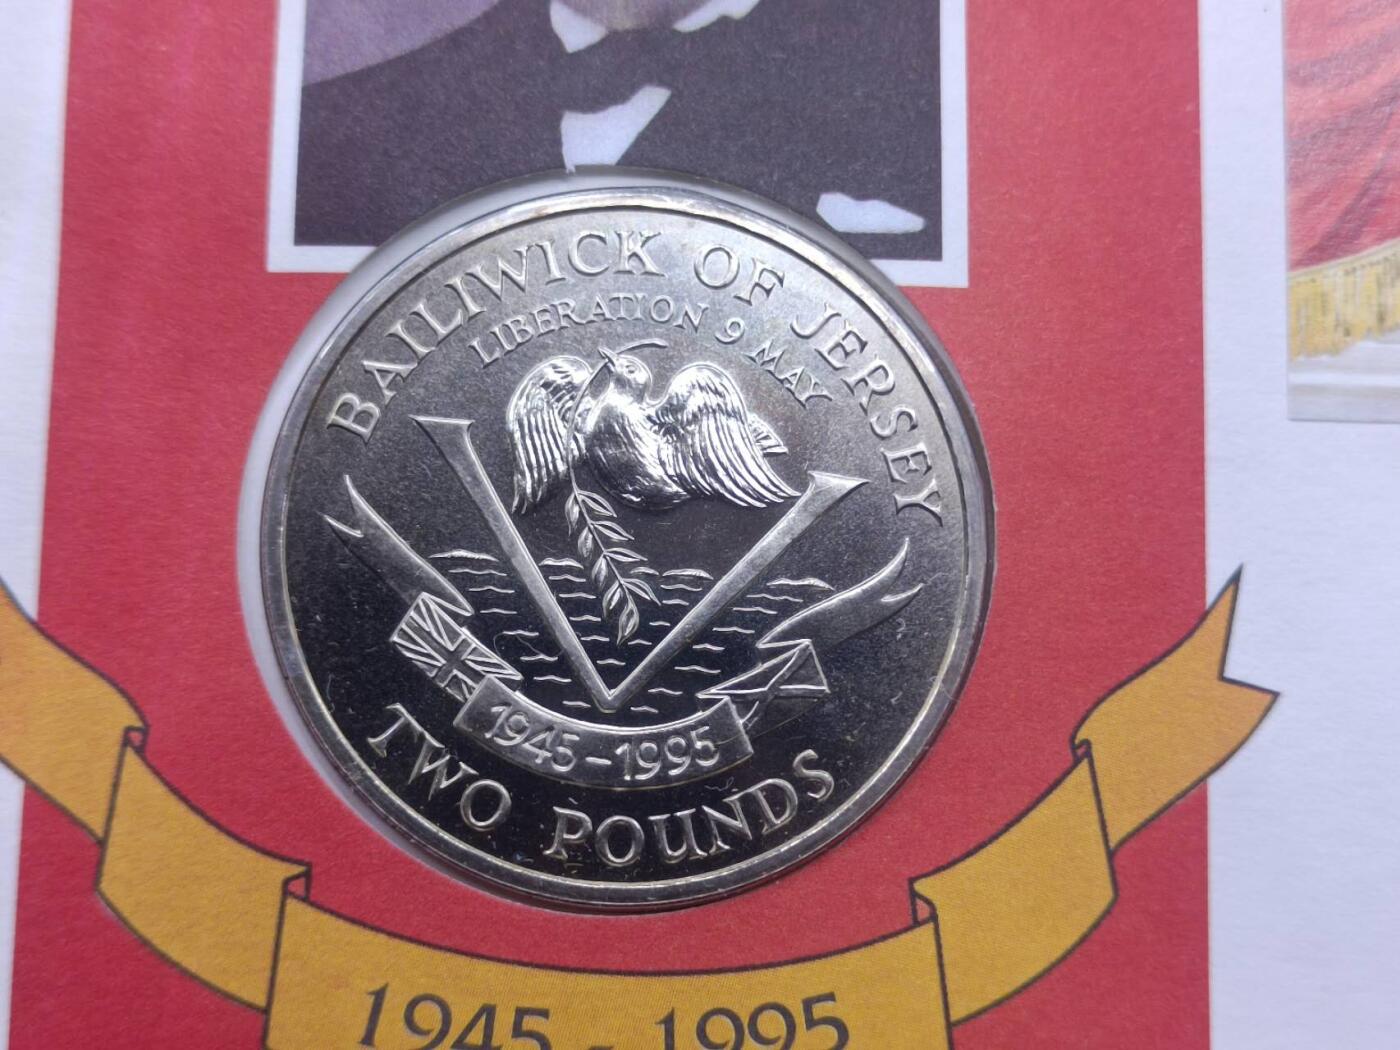 BAILIWICK OF JERSEY
LIBERATION 9 MAY
1945-1995
TWO POUNDS
1945 - 1995